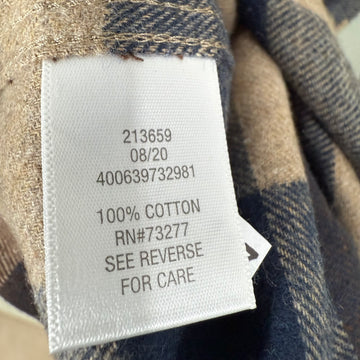 213659
08/20
400639732981
100% COTTON
RN#73277
SEE REVERSE
FOR CARE